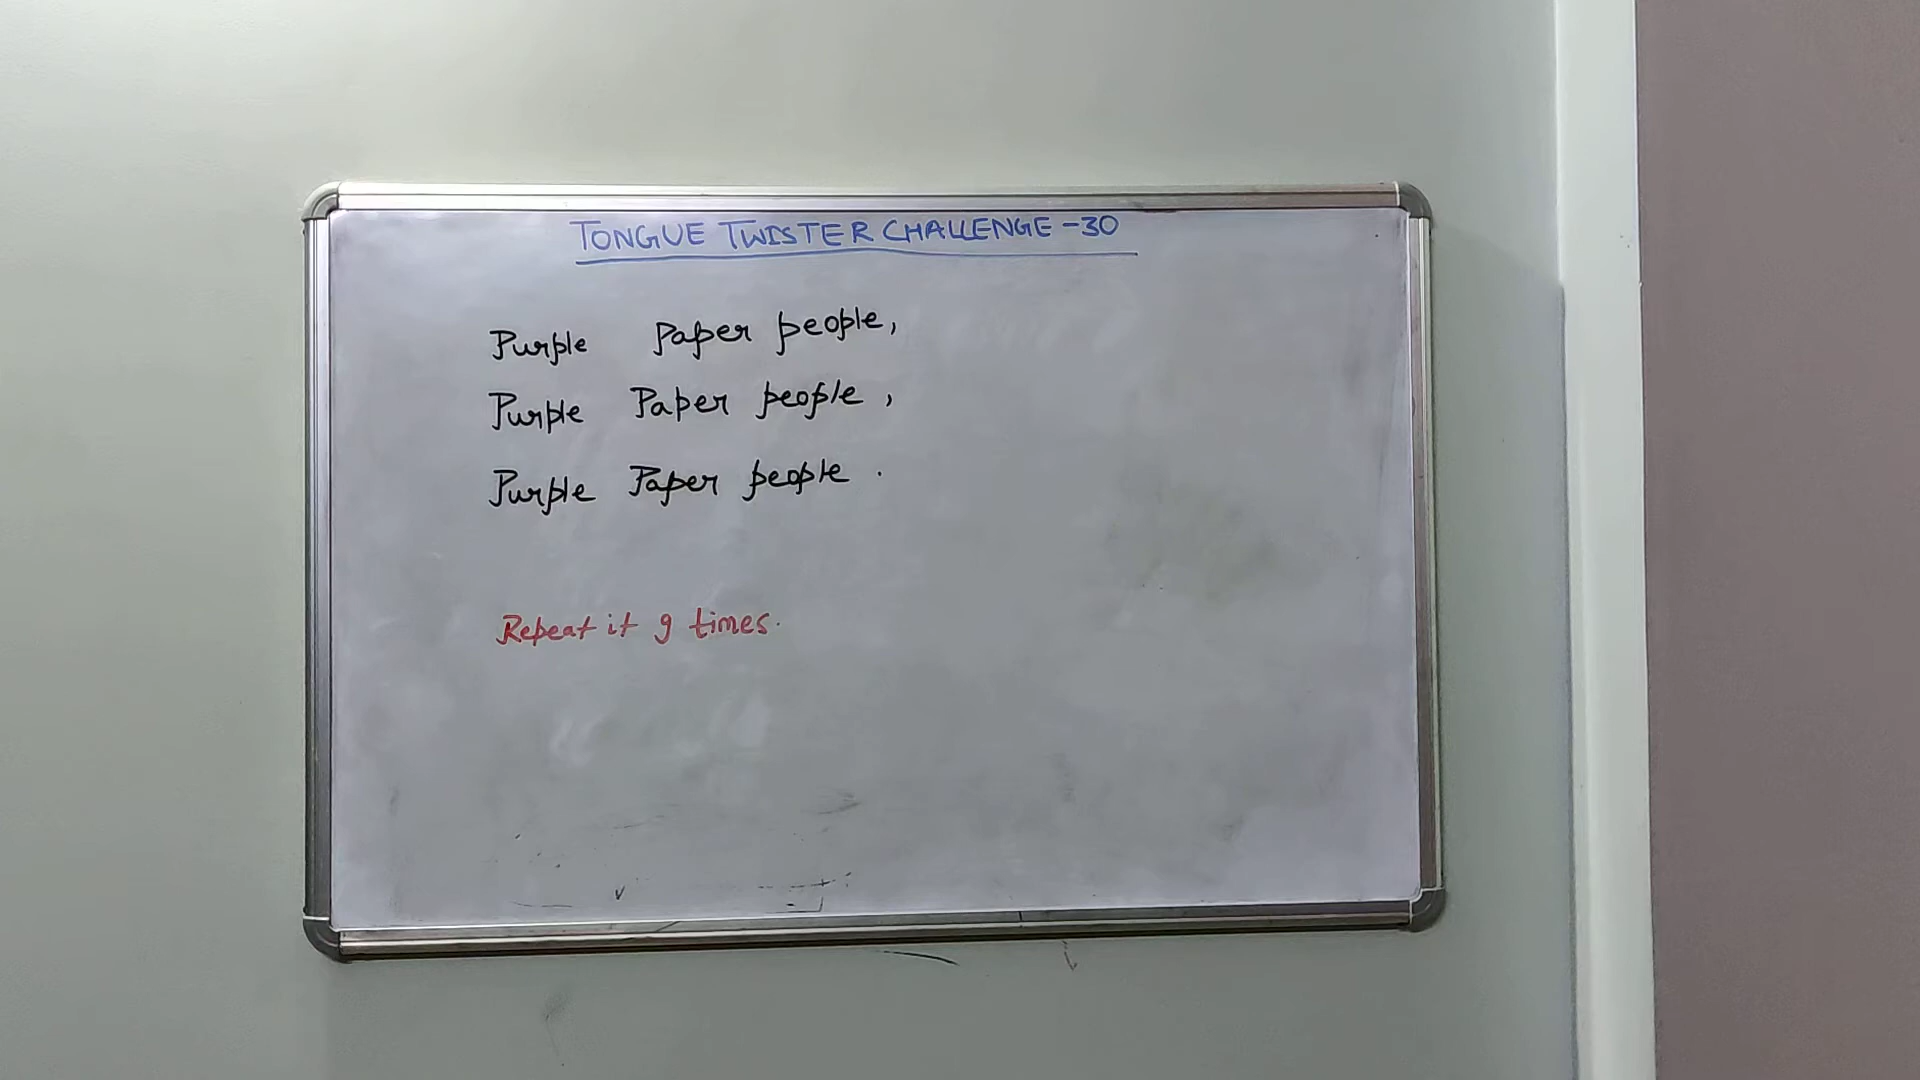 TONGUE TWISTER CHALLENGE -30
Purple Paper people,
Purple Paper people,
Purple Paper people.
Repeat it 9 times.